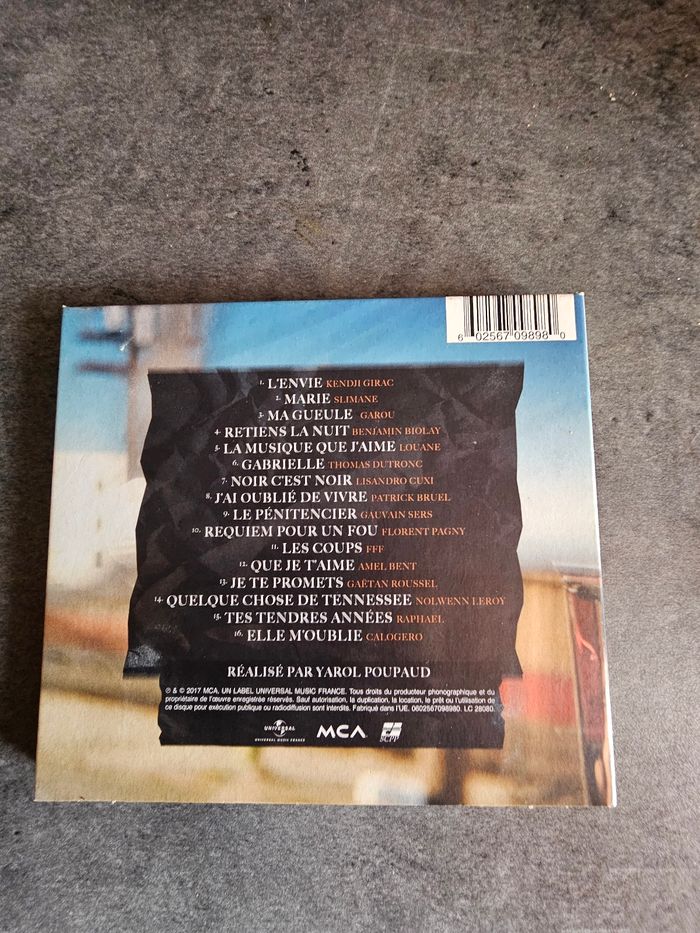 6 02567 09898 0
1. L'ENVIE KENDJI GIRAC
2. MARIE SLIMANE
3. MA GUEULE GAROU
4. RETIENS LA NUIT BENJAMIN BIOLAY
5. LA MUSIQUE QUE J'AIME LOUANE
6. GABRIELLE THOMAS DUTRONC
7. NOIR C'EST NOIR LISANDRO CUXI
8. J'AI OUBLIÉ DE VIVRE PATRICK BRUEL
9. LE PÉNITENCIER GAUVAIN SERS
10. REQUIEM POUR UN FOU FLORENT PAGNY
11. LES COUPS FFF
12. QUE JE T'AIME AMEL BENT
13. JE TE PROMETS GAËTAN ROUSSEL
14. QUELQUE CHOSE DE TENNESSEE NOLWENN LEROY
15. TES TENDRES ANNÉES RAPHAEL
16. ELLE M'OUBLIE CALOGERO
RÉALISÉ PAR YAROL POUPAUD
℗ & © 2017 MCA, UN LABEL UNIVERSAL MUSIC FRANCE. Tous droits du producteur phonographique et du
propriétaire de l'œuvre enregistrée réservés. Sauf autorisation, la duplication, la location, le prêt ou l'utilisation de
ce disque pour exécution publique ou radiodiffusion sont interdits. Fabriqué dans l'UE. 0602567098980. LC 28080.
UNIVERSAL
UNIVERSAL MUSIC FRANCE
MCA
SCPP